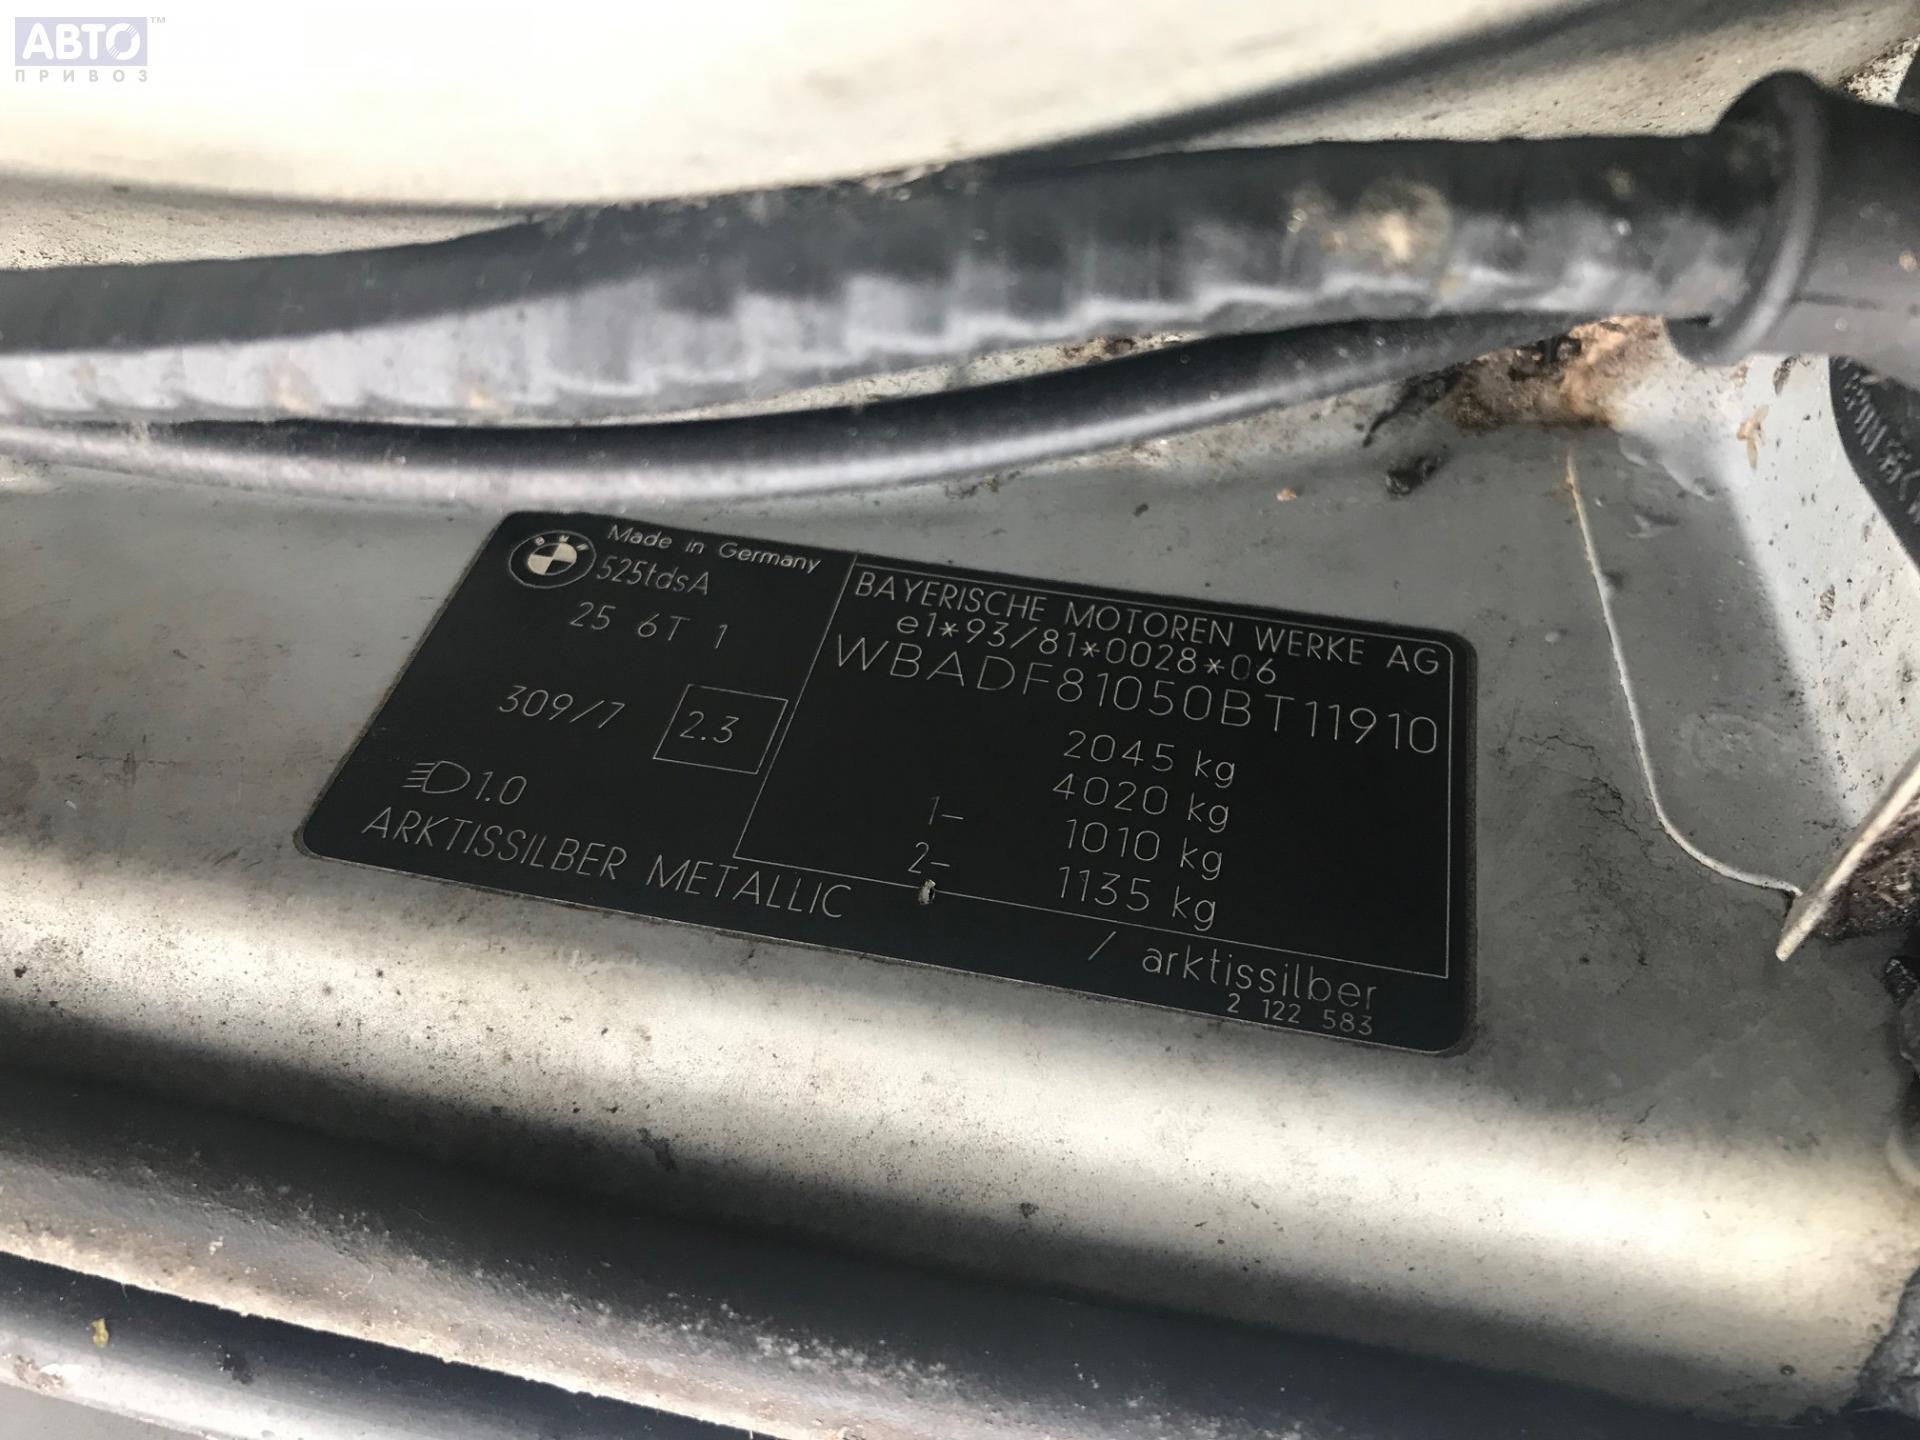 АВТО™
ПРИВОЗ
BMW
Made in Germany
525tdsA
25 6T 1
309/7
2.3
1.0
ARKTISSILBER METALLIC
BAYERISCHE MOTOREN WERKE AG
e1*93/81*0028*06
WBADF81050BT11910
2045 kg
4020 kg
1- 1010 kg
2- 1135 kg
/ arktissilber
2 122 583